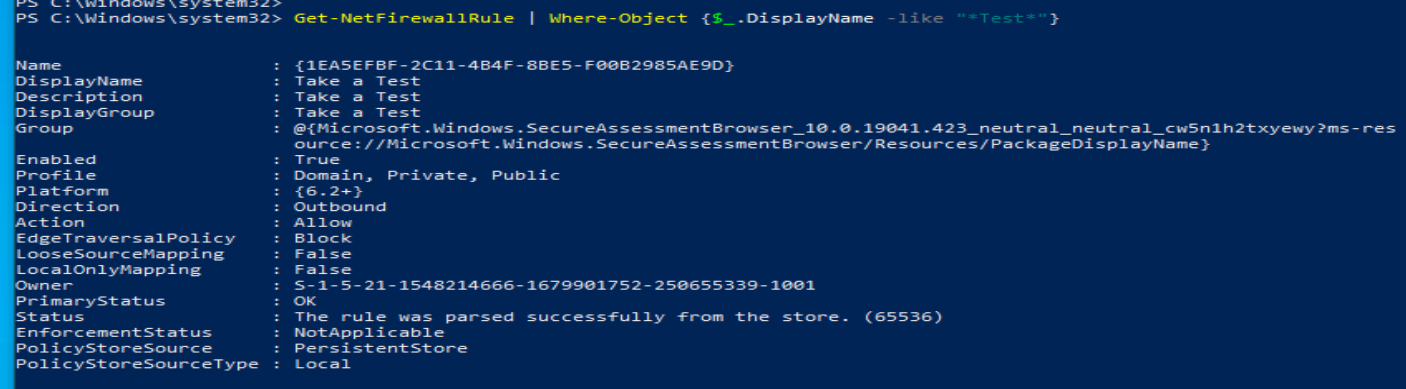 PS C:\Windows\system32>
PS C:\Windows\system32> Get-NetFirewallRule | Where-Object {$_.DisplayName -like "*Test*"}
Name                  : {1EA5EFBF-2C11-4B4F-8BE5-F00B2985AE9D}
DisplayName           : Take a Test
Description           : Take a Test
DisplayGroup          : Take a Test
Group                 : @{Microsoft.Windows.SecureAssessmentBrowser_10.0.19041.423_neutral_neutral_cw5n1h2txyewy?ms-res
                        ource://Microsoft.Windows.SecureAssessmentBrowser/Resources/PackageDisplayName}
Enabled               : True
Profile               : Domain, Private, Public
Platform              : {6.2+}
Direction             : Outbound
Action                : Allow
EdgeTraversalPolicy   : Block
LooseSourceMapping    : False
LocalOnlyMapping      : False
Owner                 : S-1-5-21-1548214666-1679901752-250655339-1001
PrimaryStatus         : OK
Status                : The rule was parsed successfully from the store. (65536)
EnforcementStatus     : NotApplicable
PolicyStoreSource     : PersistentStore
PolicyStoreSourceType : Local